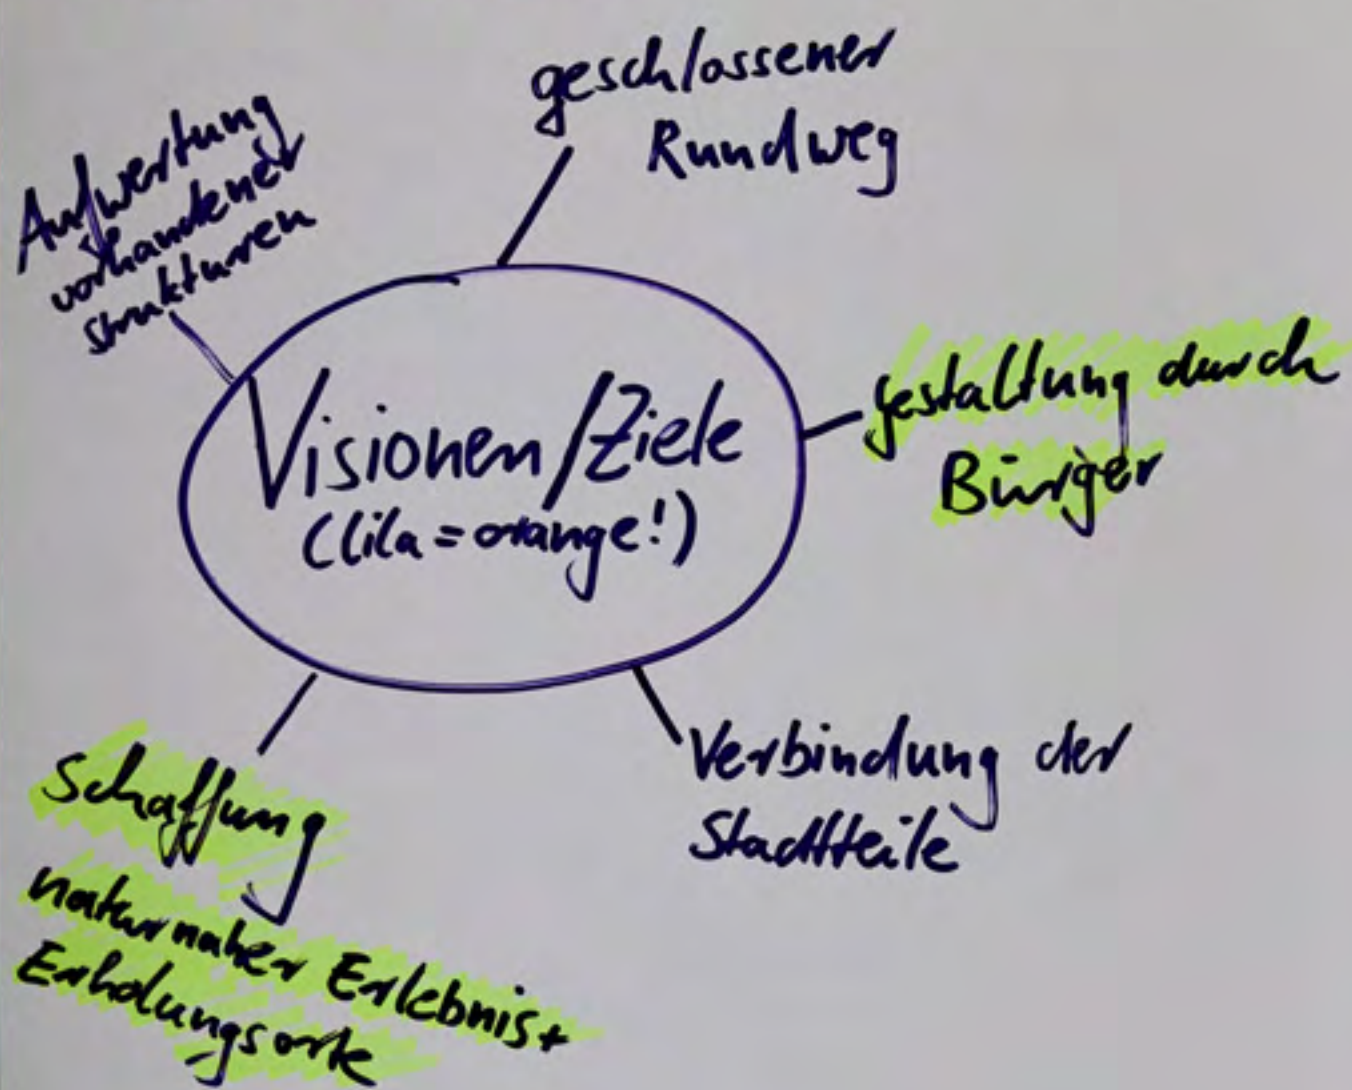 geschlossener
Rundweg
Aufwertung
vorhandener
Strukturen
Visionen/Ziele
(lila=orange!)
Gestaltung durch
Bürger
Verbindung der
Stadtteile
Schaffung
naturnaher Erlebnis+
Erholungsorte